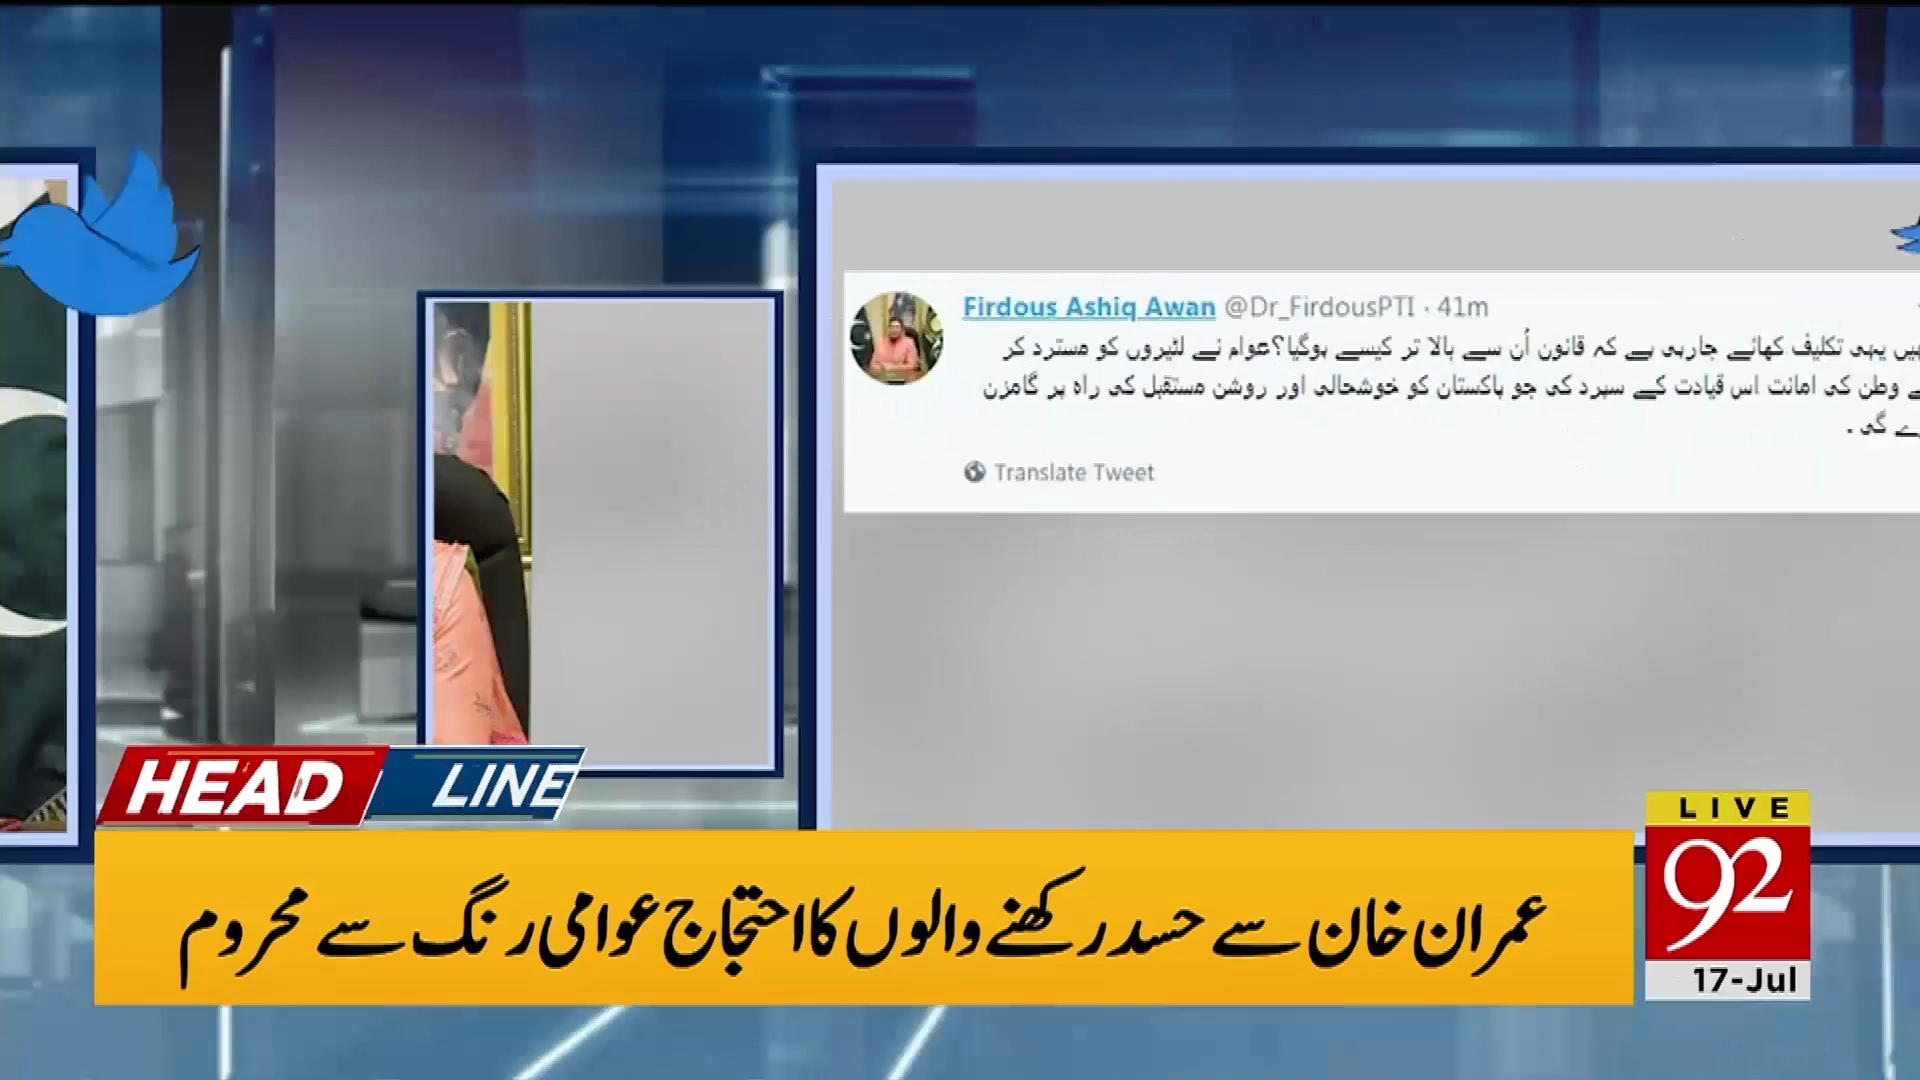 Firdous Ashiq Awan @Dr_FirdousPTI · 41m
یہی تکلیف کھائے جارہی ہے کہ قانون اُن سے بالا تر کیسے ہوگیا؟عوام نے لٹیروں کو مسترد کر
وطن کی امانت اس قیادت کے سپرد کی جو پاکستان کو خوشحالی اور روشن مستقبل کی راہ پر گامزن
گی ۔
Translate Tweet
HEAD LINE
LIVE
92
17-Jul
عمران خان سے حسد رکھنے والوں کا احتجاج عوامی رنگ سے محروم